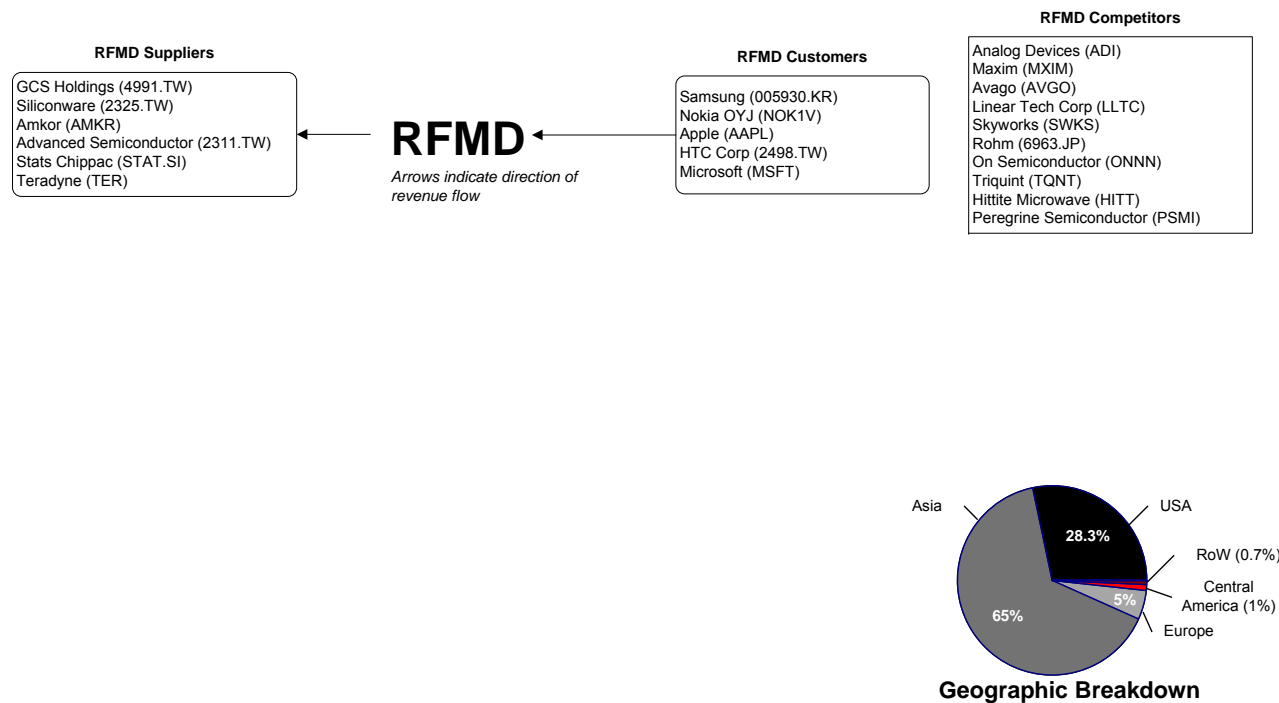 RFMD Competitors
RFMD Suppliers
RFMD Customers
GCS Holdings (4991.TW)
Siliconware (2325.TW)
Amkor (AMKR)
Advanced Semiconductor (2311.TW)
Stats Chippac (STAT.SI)
Teradyne (TER)
RFMD
Arrows indicate direction of
revenue flow
Samsung (005930.KR)
Nokia OYJ (NOK1V)
Apple (AAPL)
HTC Corp (2498.TW)
Microsoft (MSFT)
Analog Devices (ADI)
Maxim (MXIM)
Avago (AVGO)
Linear Tech Corp (LLTC)
Skyworks (SWKS)
Rohm (6963.JP)
On Semiconductor (ONNN)
Triquint (TQNT)
Hittite Microwave (HITT)
Peregrine Semiconductor (PSMI)
Asia
USA
28.3%
RoW (0.7%)
Central
America (1%)
5%
65%
Europe
Geographic Breakdown